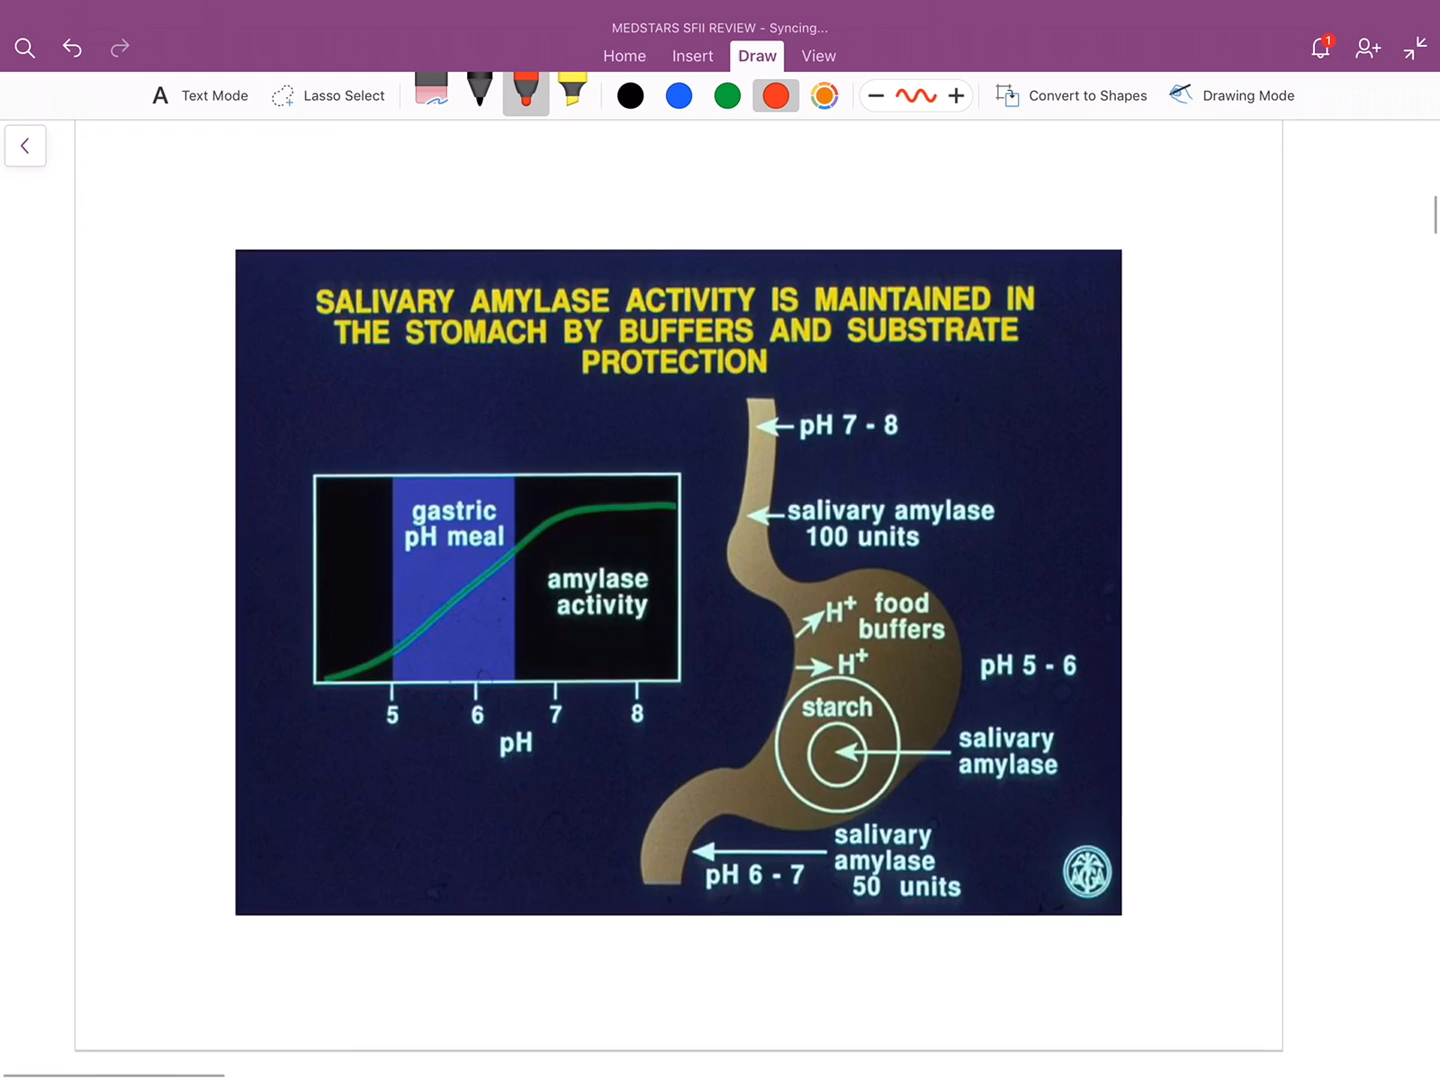 MEDSTARS SFII REVIEW - Syncing...
Home Insert Draw View
1
A Text Mode Lasso Select Convert to Shapes Drawing Mode
SALIVARY AMYLASE ACTIVITY IS MAINTAINED IN
THE STOMACH BY BUFFERS AND SUBSTRATE
PROTECTION
gastric
pH meal
amylase
activity
5 6 7 8
pH
pH 7 - 8
salivary amylase
100 units
H+ food
buffers
H+
pH 5 - 6
starch
salivary
amylase
salivary
amylase
50 units
pH 6 - 7